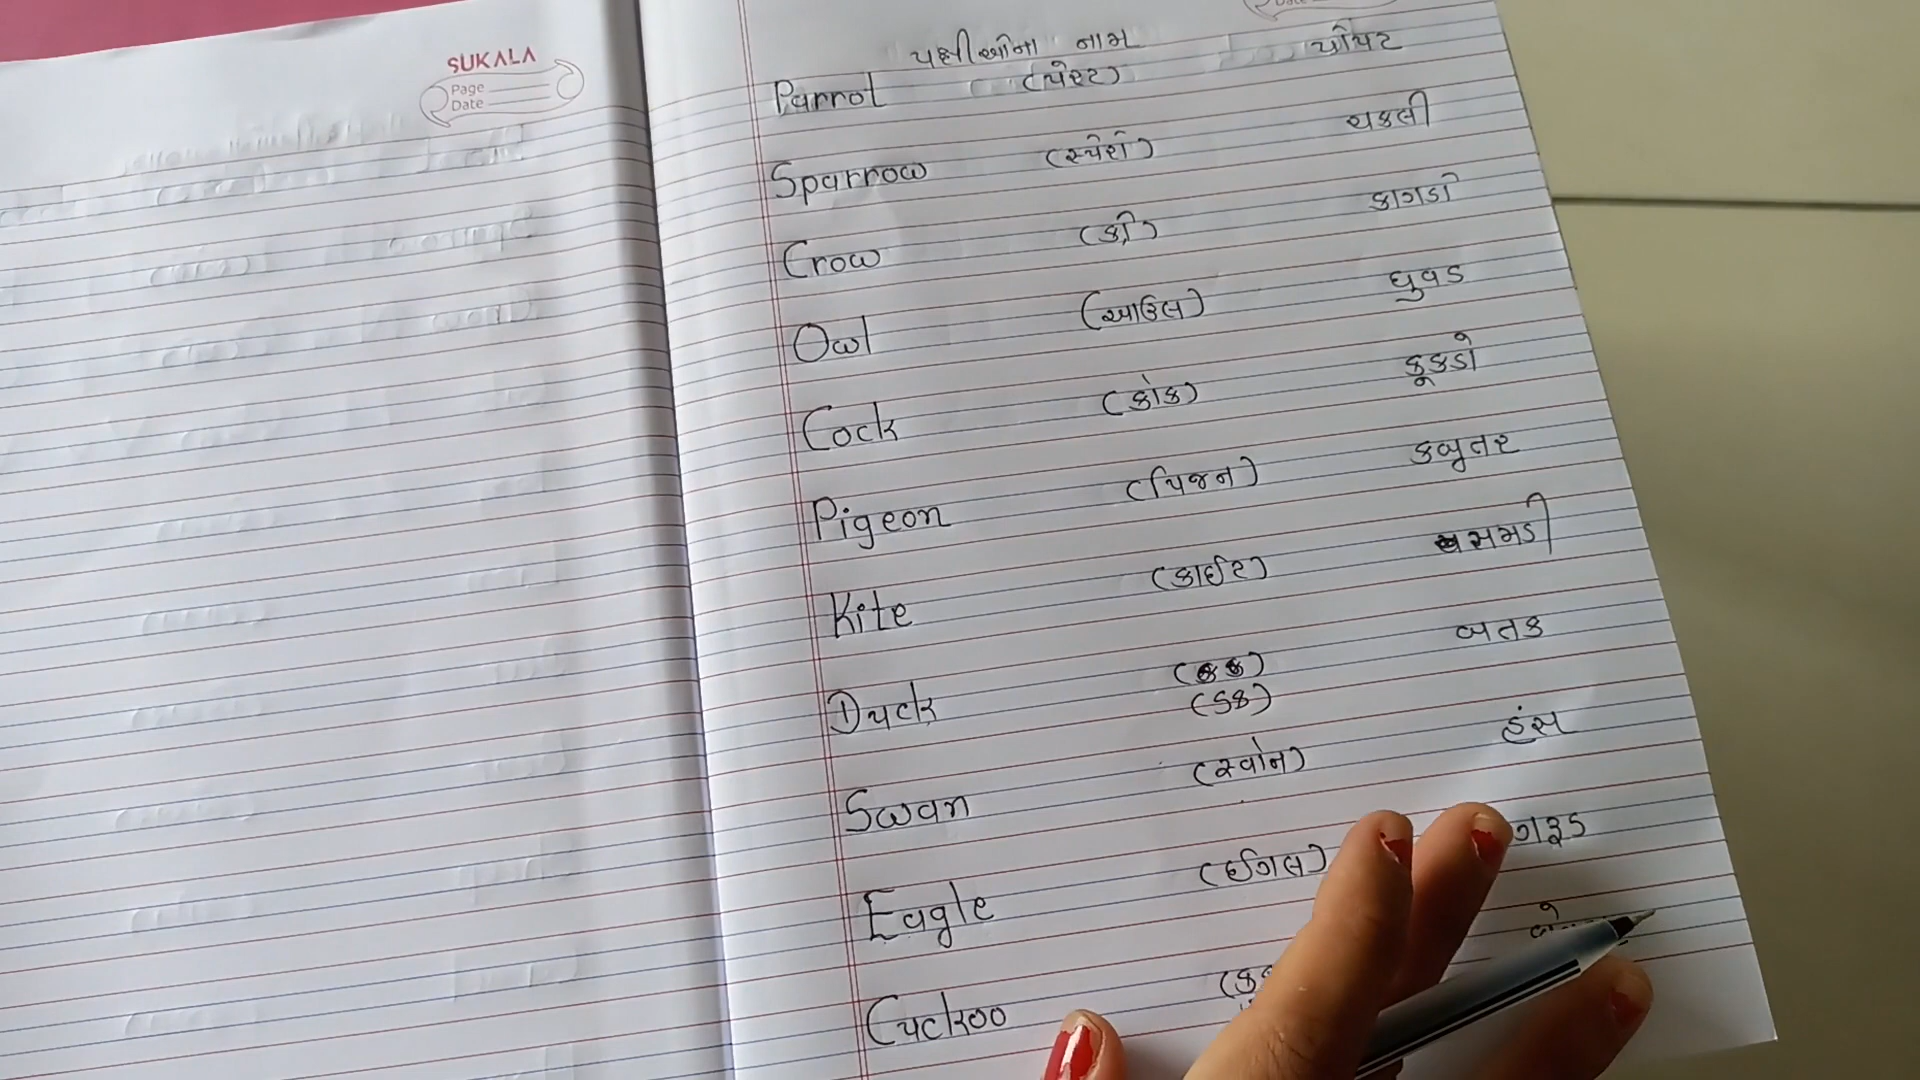 SUKALA
Page
Date
પક્ષીઓના નામ
Parrot (પેરટ) પોપટ
Sparrow (સ્પેરો) ચકલી
Crow (ક્રો) કાગડો
Owl (આઉલ) ઘુવડ
Cock (કોક) કૂકડો
Pigeon (પિજન) કબુતર
Kite (કાઈટ) સમડી
Duck
(ડક) બતક
Swan (સ્વોન) હંસ
Eagle (ઈગલ) ગરૂડ
Cuckoo